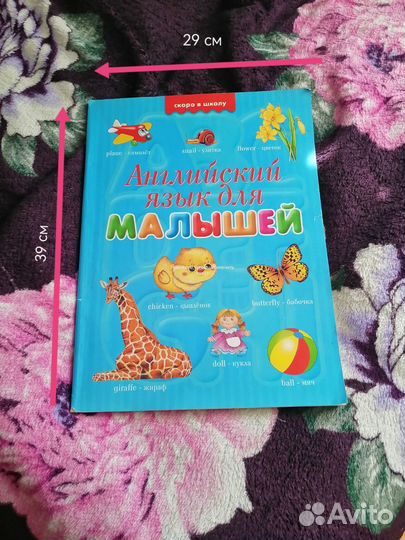 29 см
39 см
скоро в школу
plane - самолёт
snail - улитка
flower - цветок
Английский
язык для
МАЛЫШЕЙ
chicken - цыплёнок
butterfly - бабочка
doll - кукла
giraffe - жираф
ball - мяч
Avito